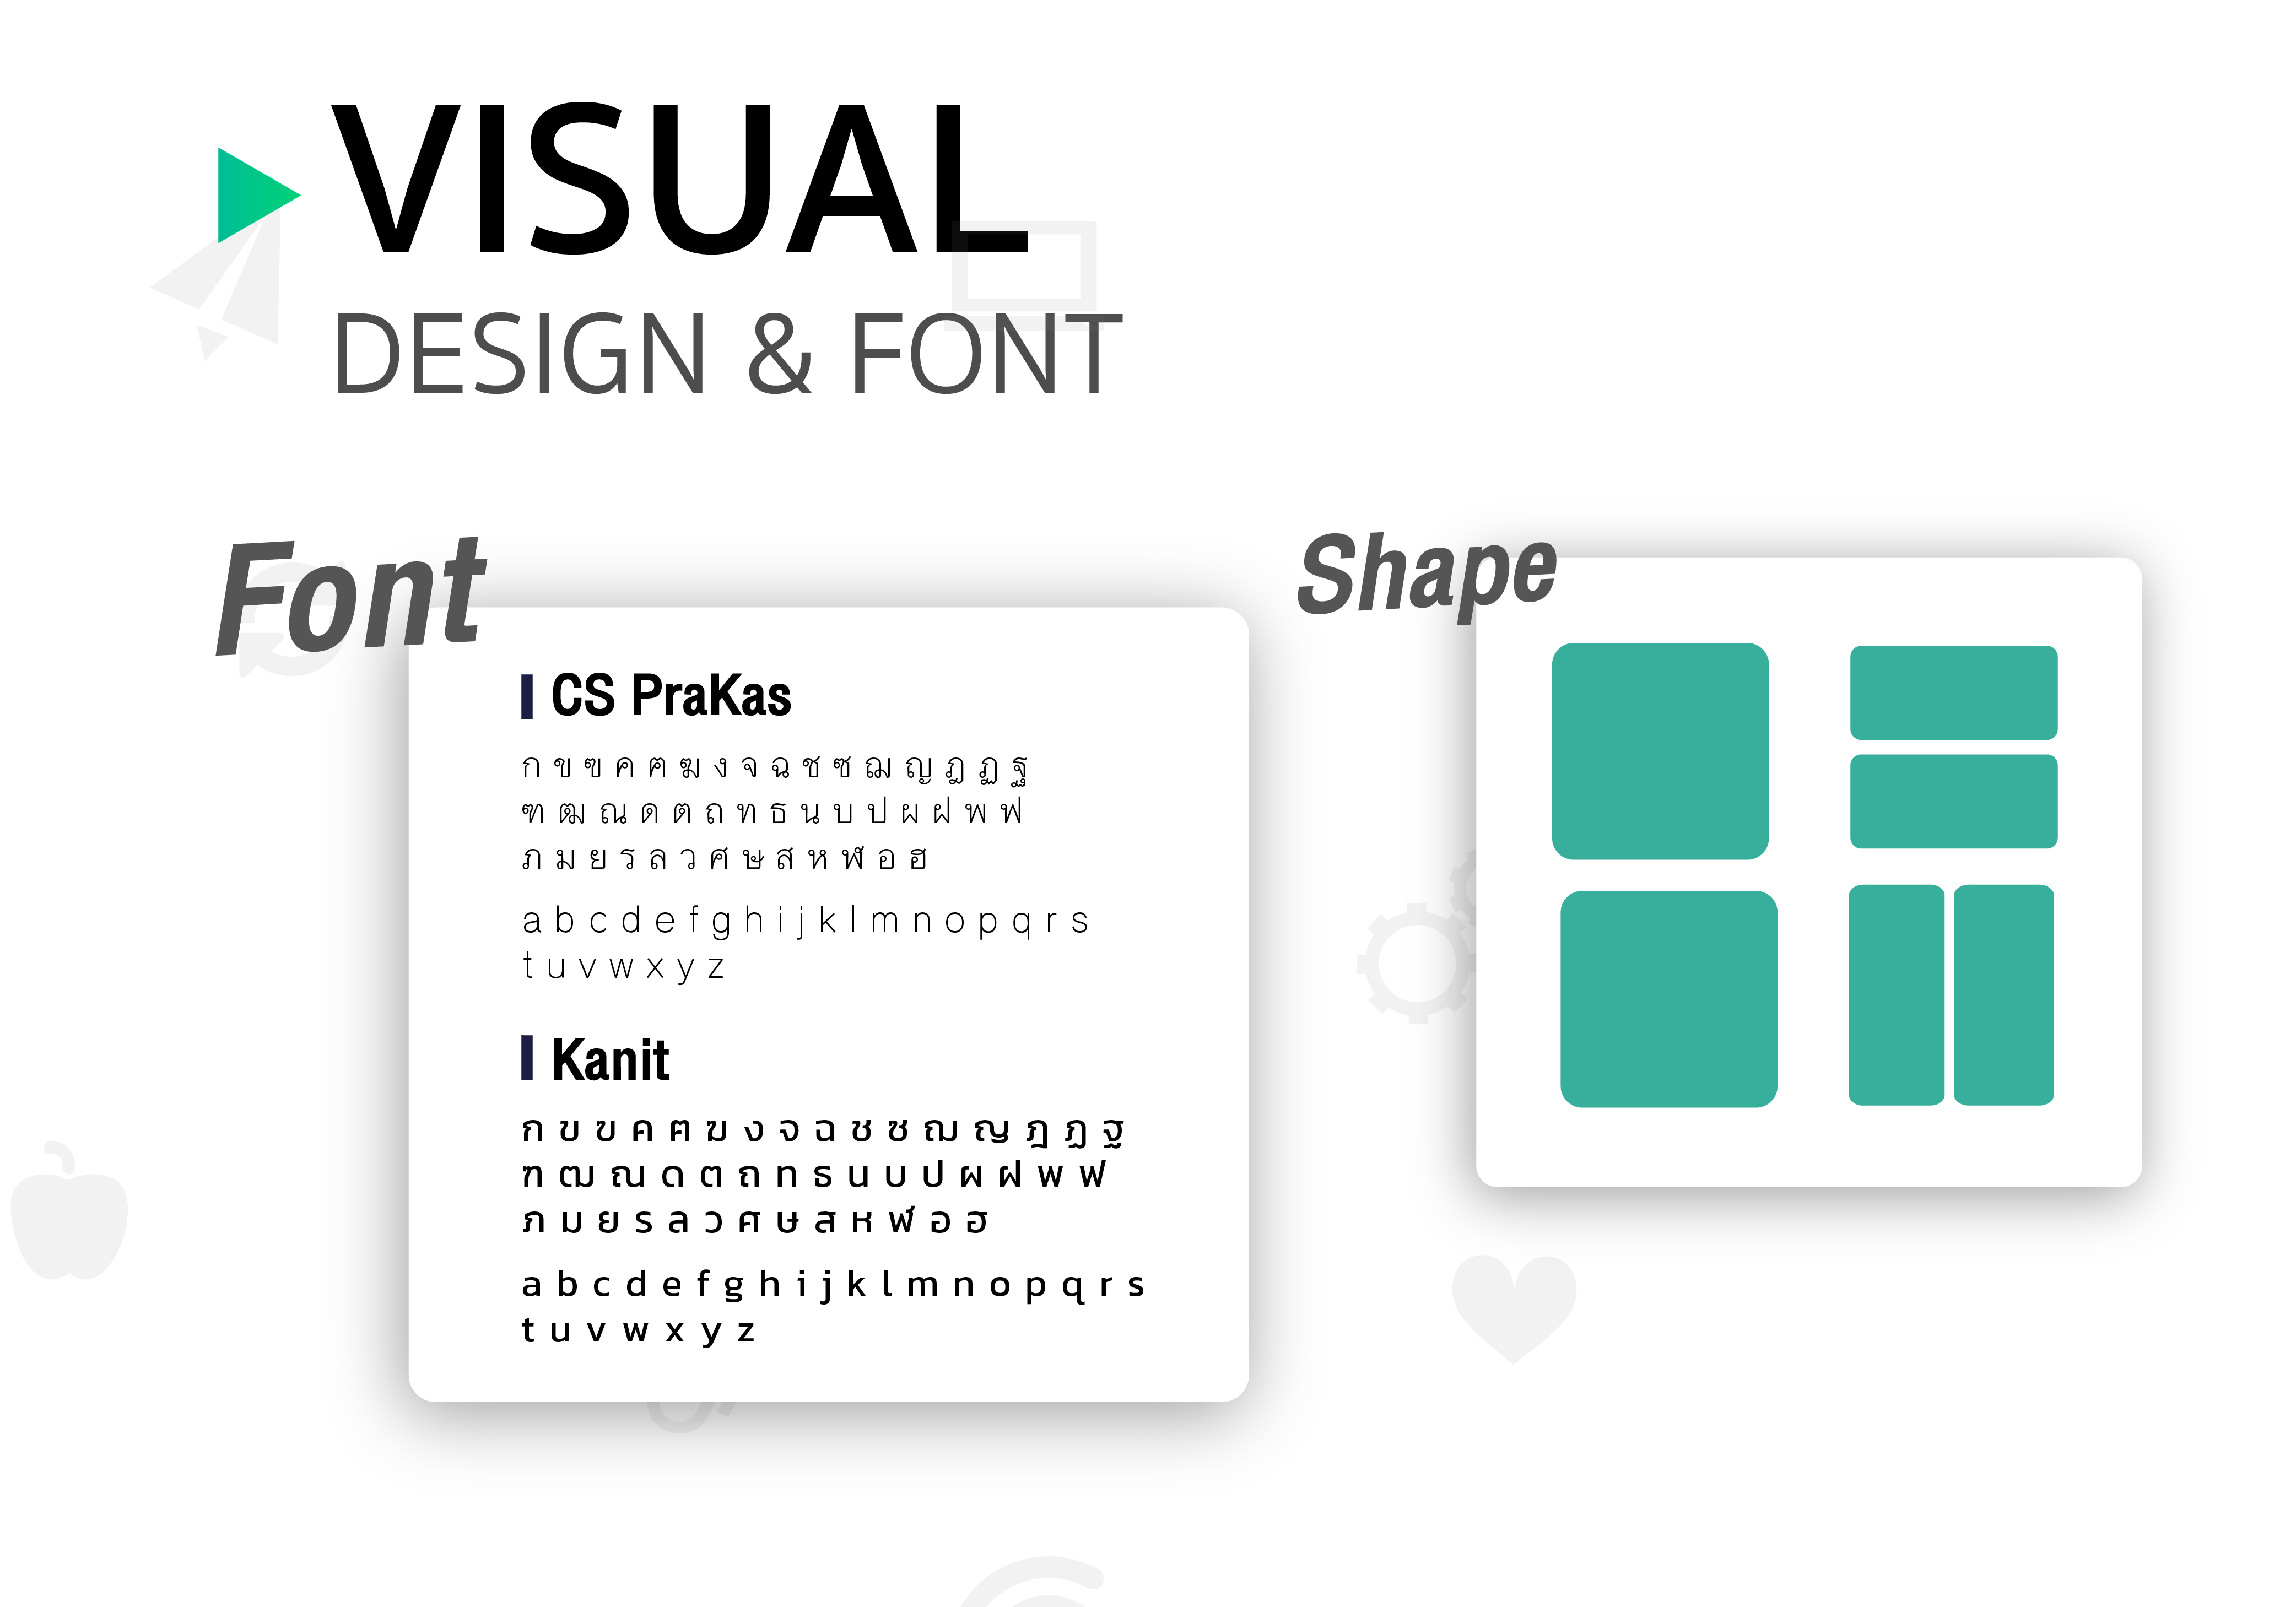 VISUAL
DESIGN & FONT
Font
CS PraKas
ก ข ฃ ค ฅ ฆ ง จ ฉ ช ซ ฌ ญ ฎ ฏ ฐ
ฑ ฒ ณ ด ต ถ ท ธ น บ ป ผ ฝ พ ฟ
ภ ม ย ร ล ว ศ ษ ส ห ฬ อ ฮ
a b c d e f g h i j k l m n o p q r s
t u v w x y z
Kanit
ก ข ฃ ค ฅ ฆ ง จ ฉ ช ซ ฌ ญ ฎ ฏ ฐ
ฑ ฒ ณ ด ต ถ ท ธ น บ ป ผ ฝ พ ฟ
ภ ม ย ร ล ว ศ ษ ส ห ฬ อ ฮ
a b c d e f g h i j k l m n o p q r s
t u v w x y z
Shape